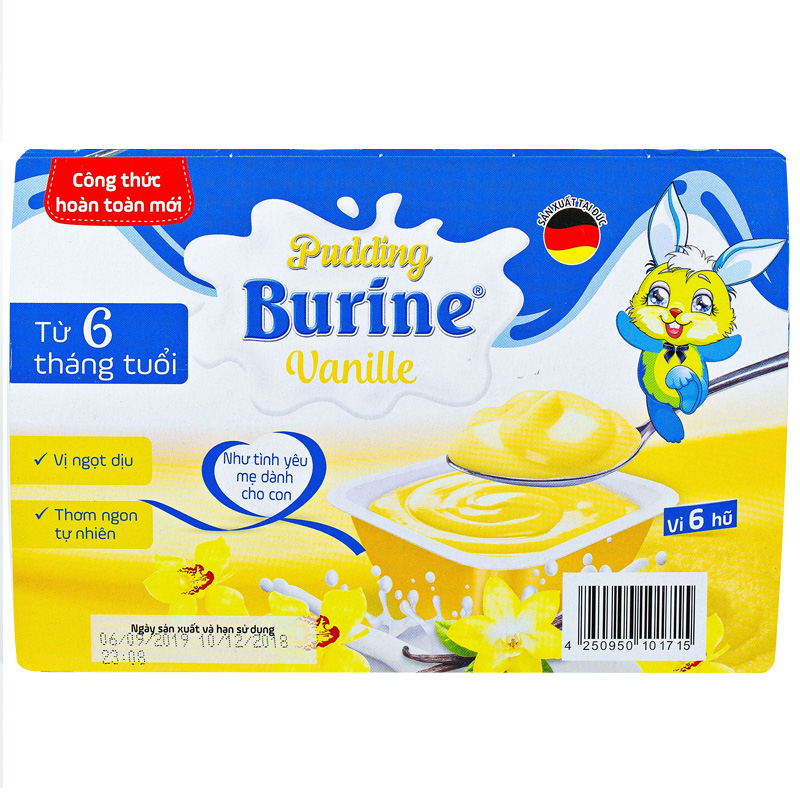 Công thức
hoàn toàn mới
SẢN XUẤT TẠI ĐỨC
Pudding
Burine®
Vanille
Từ 6
tháng tuổi
✓ Vị ngọt dịu
✓ Thơm ngon
tự nhiên
Như tình yêu
mẹ dành
cho con
Vỉ 6 hũ
Ngày sản xuất và hạn sử dụng
06/09/2019 10/12/2018
23:08
4 250950 101715